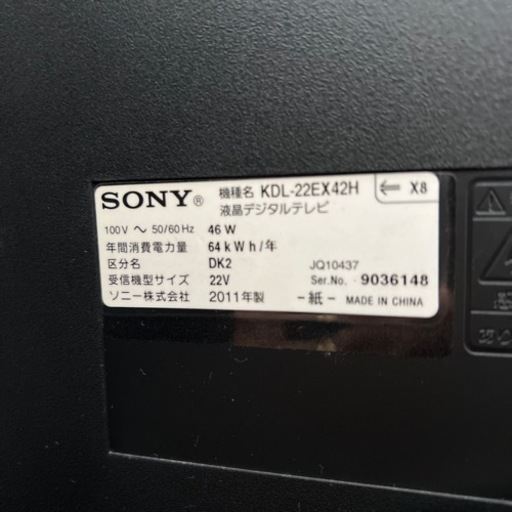 SONY® 機種名 KDL-22EX42H X8
液晶デジタルテレビ
100V ～ 50/60Hz 46W
年間消費電力量 64kWh/年
区分名 DK2 JQ10437
受信機型サイズ 22V Ser.No. 9036148
ソニー株式会社 2011年製 -紙- MADE IN CHINA